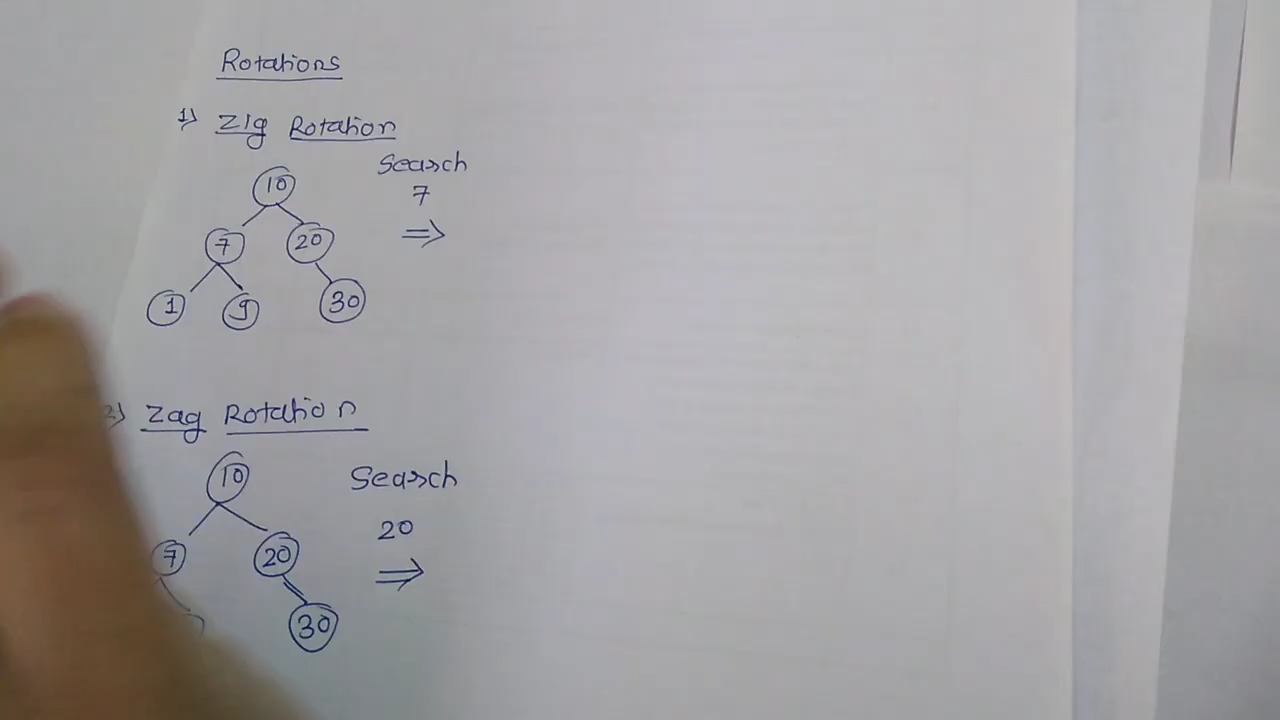 Rotations
1) Zig Rotation
Search
7
⇒
10
7 20
1 9 30
2) Zag Rotation
10
Search
20
⇒
7 20
30